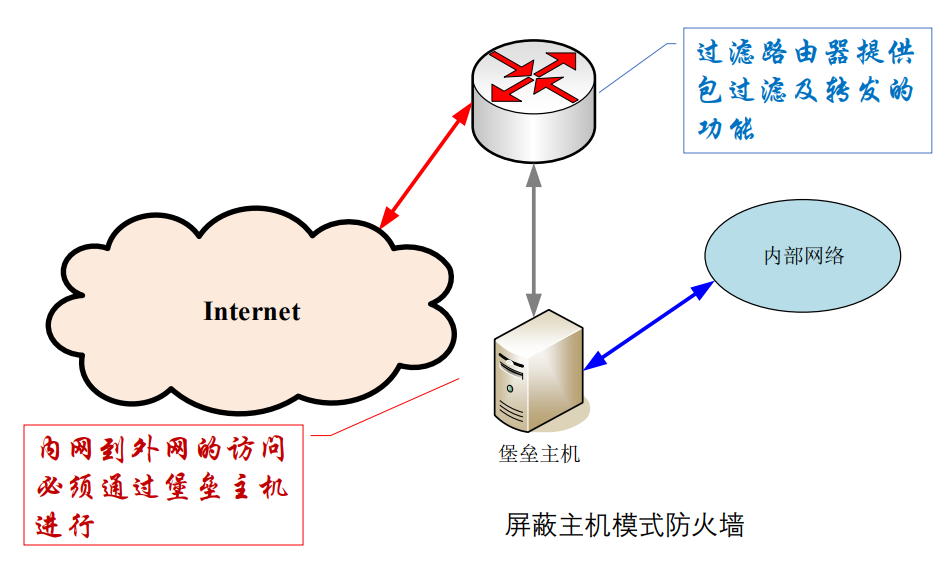 过滤路由器提供
包过滤及转发的
功能
内部网络
Internet
内网到外网的访问
必须通过堡垒主机
进行
堡垒主机
屏蔽主机模式防火墙